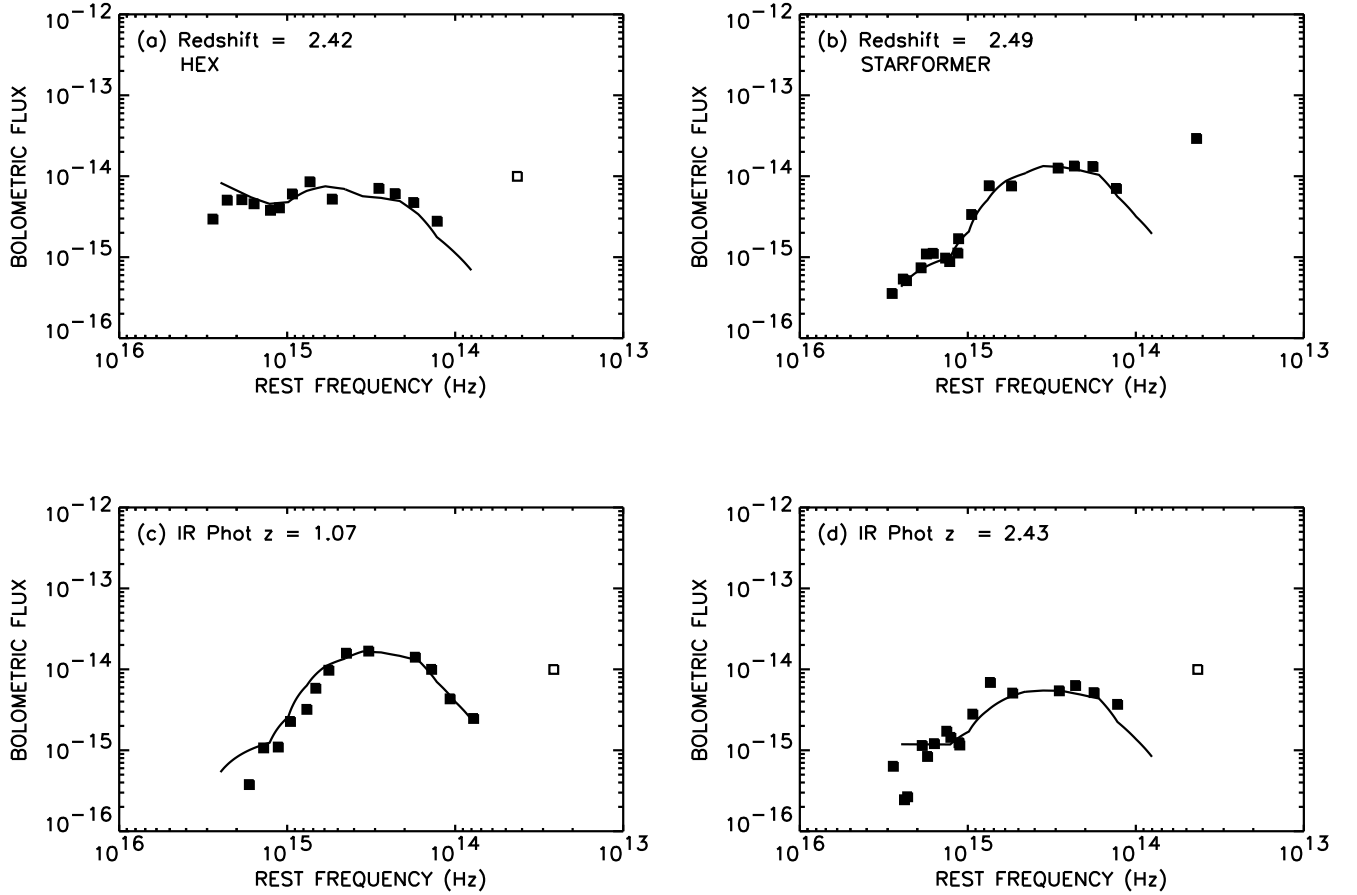 (a) Redshift = 2.42
HEX
10^-12
10^-13
10^-14
10^-15
10^-16
BOLOMETRIC FLUX
10^16 10^15 10^14 10^13
REST FREQUENCY (Hz)
(b) Redshift = 2.49
STARFORMER
10^-12
10^-13
10^-14
10^-15
10^-16
BOLOMETRIC FLUX
10^16 10^15 10^14 10^13
REST FREQUENCY (Hz)
(c) IR Phot z = 1.07
10^-12
10^-13
10^-14
10^-15
10^-16
BOLOMETRIC FLUX
10^16 10^15 10^14 10^13
REST FREQUENCY (Hz)
(d) IR Phot z = 2.43
10^-12
10^-13
10^-14
10^-15
10^-16
BOLOMETRIC FLUX
10^16 10^15 10^14 10^13
REST FREQUENCY (Hz)